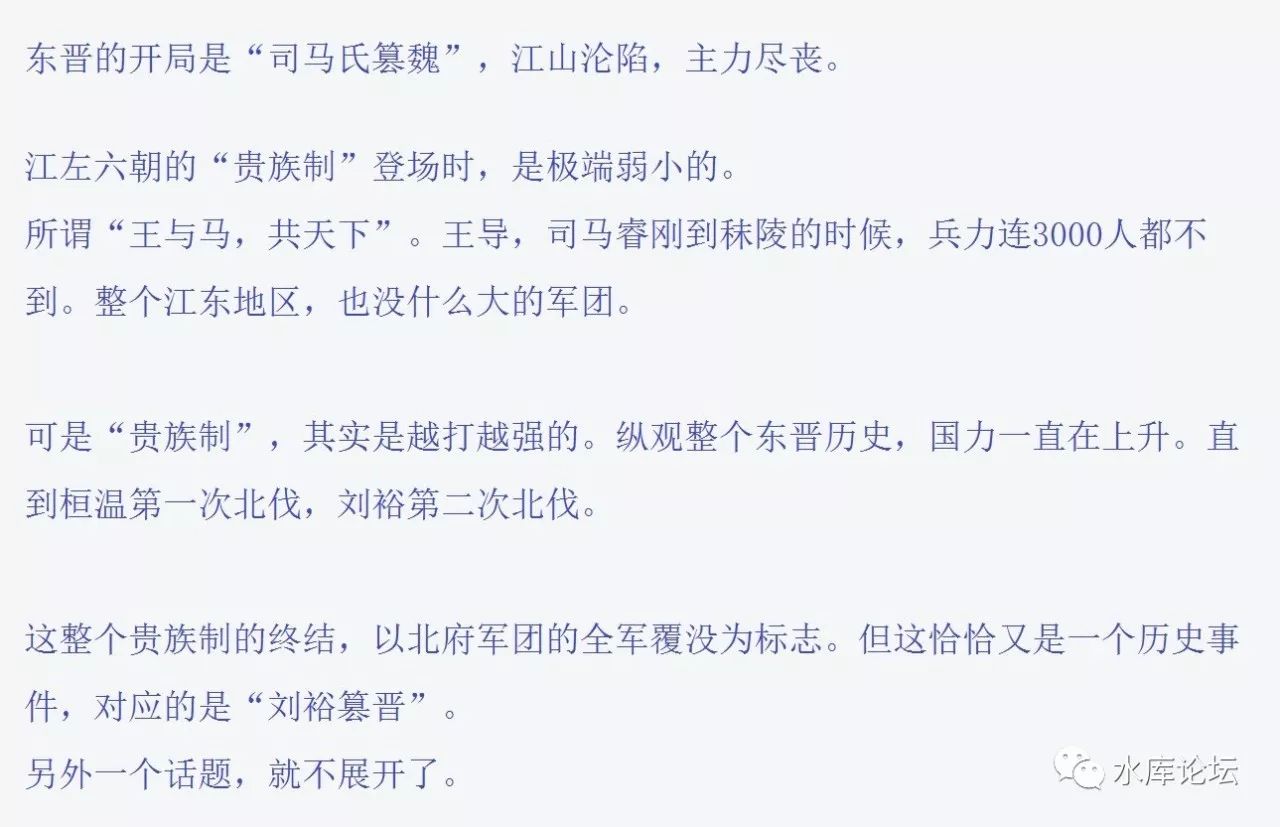 东晋的开局是“司马氏篡魏”，江山沦陷，主力尽丧。
江左六朝的“贵族制”登场时，是极端弱小的。
所谓“王与马，共天下”。王导，司马睿刚到秣陵的时候，兵力连3000人都不
到。整个江东地区，也没什么大的军团。
可是“贵族制”，其实是越打越强的。纵观整个东晋历史，国力一直在上升。直
到桓温第一次北伐，刘裕第二次北伐。
这整个贵族制的终结，以北府军团的全军覆没为标志。但这恰恰又是一个历史事
件，对应的是“刘裕篡晋”。
另外一个话题，就不展开了。
水库论坛